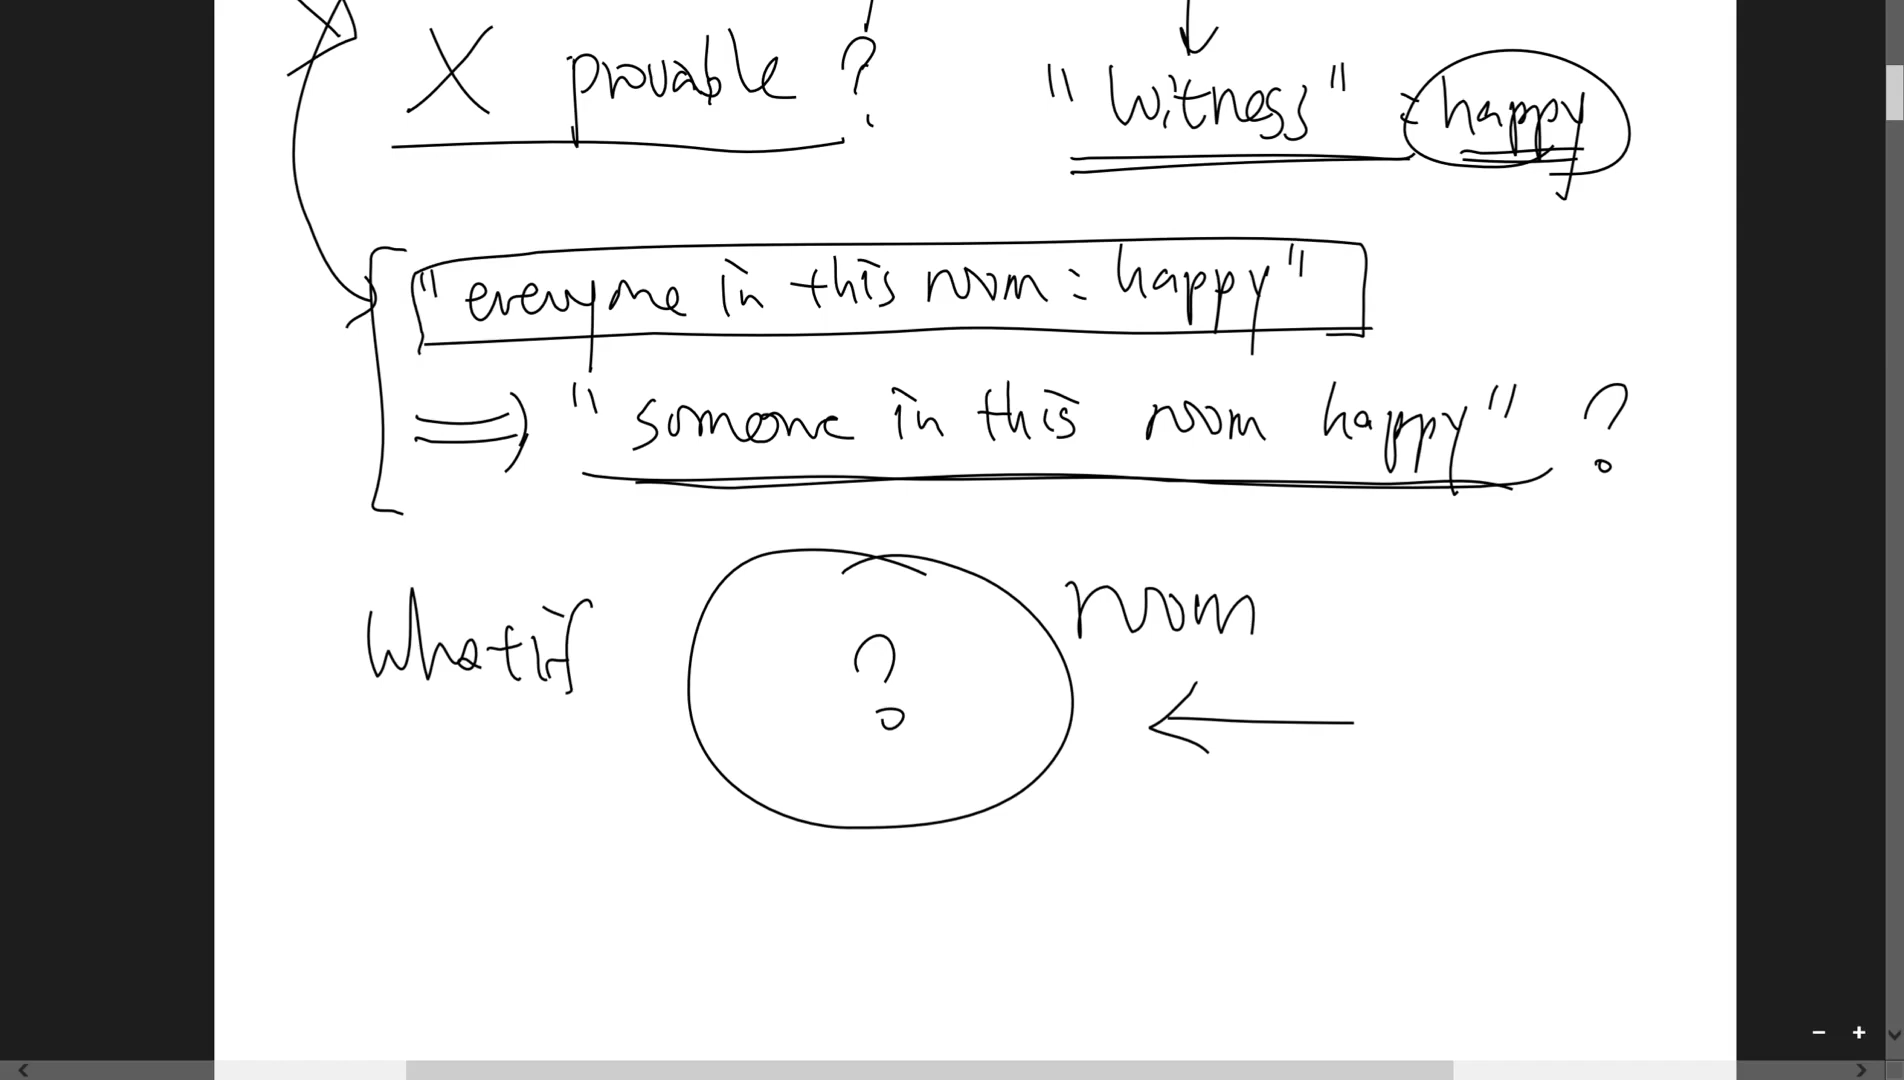 X provable ?
"Witness" : happy
"everyone in this room : happy"
⇒ "someone in this room happy" ?
What if ? room